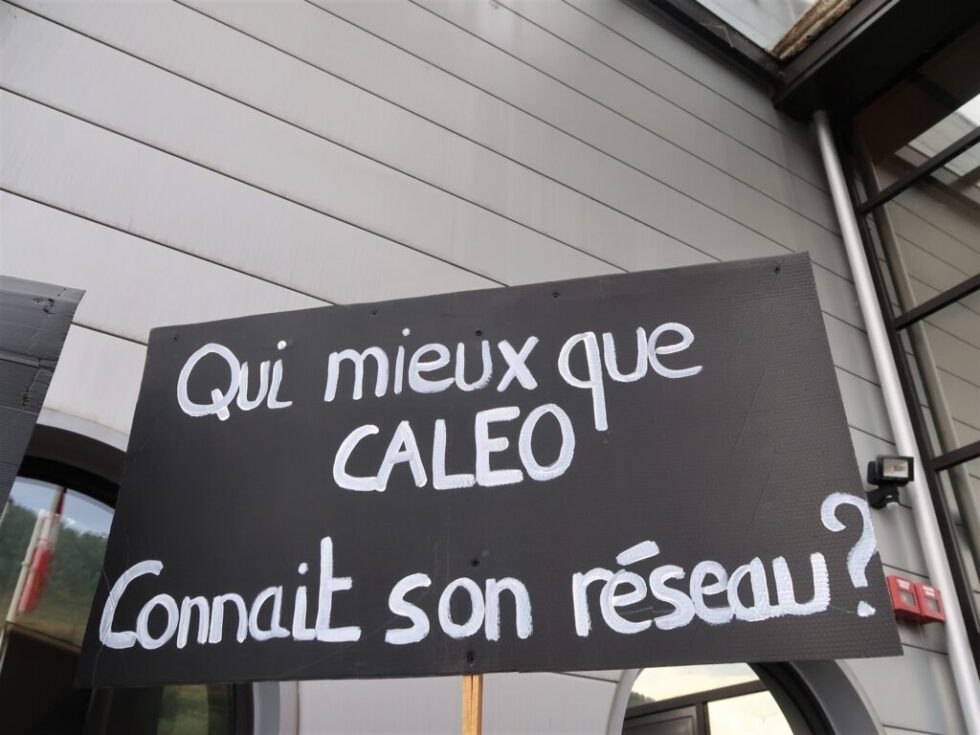 Qui mieux que
CALEO
Connait son réseau?